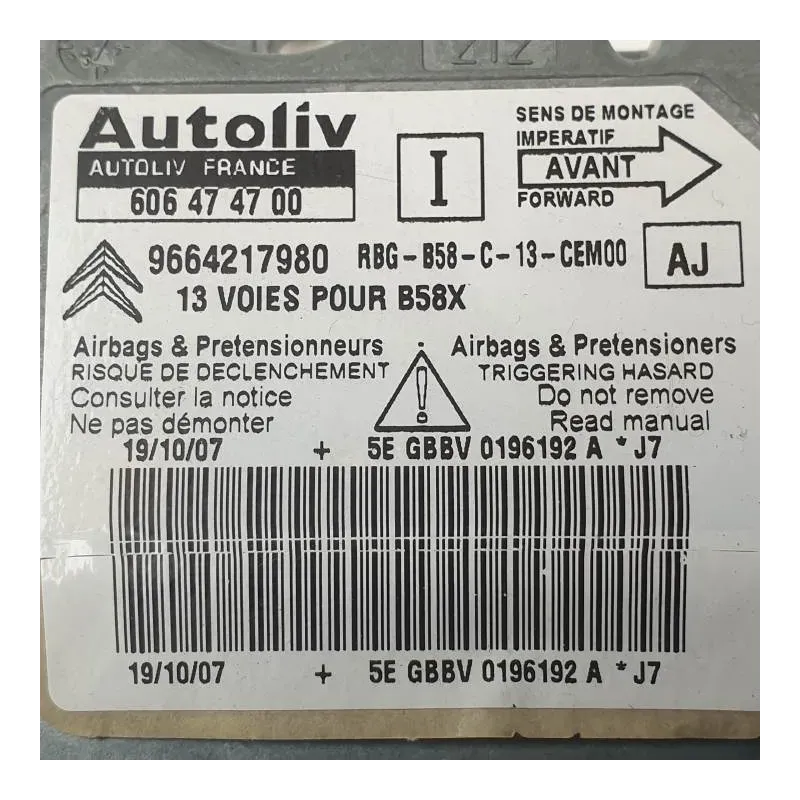 212
Autoliv
AUTOLIV FRANCE
606 47 47 00
I
SENS DE MONTAGE
IMPERATIF
AVANT
FORWARD
9664217980 RBG-B58-C-13-CEM00
AJ
13 VOIES POUR B58X
Airbags & Pretensionneurs
RISQUE DE DECLENCHEMENT
Consulter la notice
Ne pas démonter
!
Airbags & Pretensioners
TRIGGERING HASARD
Do not remove
Read manual
19/10/07 + 5E GBBV 0196192 A *J7
19/10/07 + 5E GBBV 0196192 A *J7